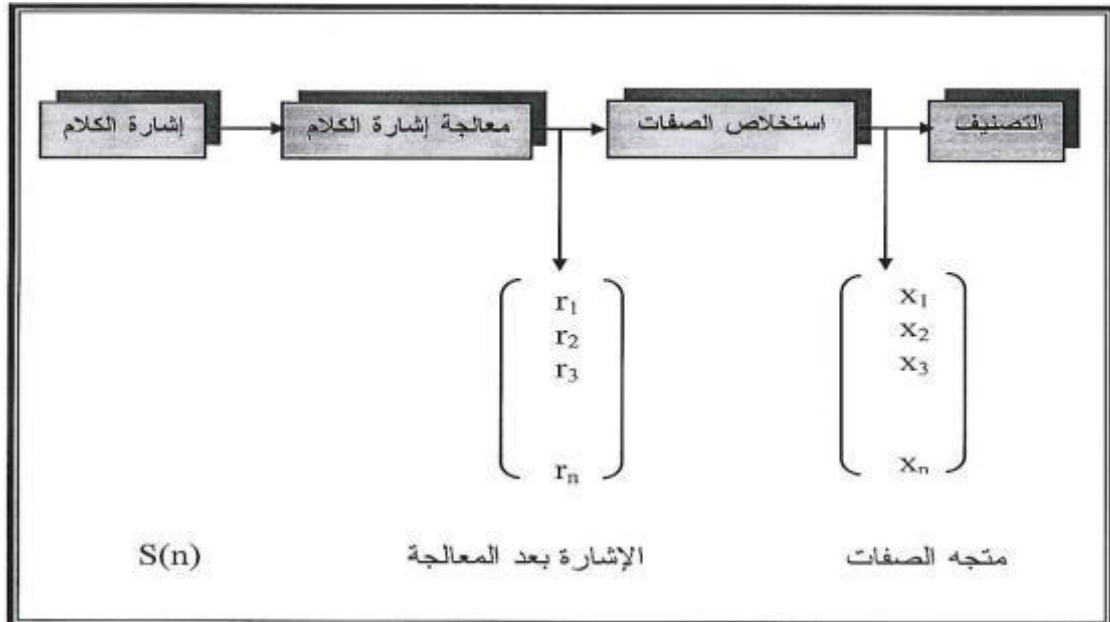 إشارة الكلام
معالجة إشارة الكلام
استخلاص الصفات
التصنيف
r1
r2
r3
rn
x1
x2
x3
xn
S(n)
الإشارة بعد المعالجة
متجه الصفات